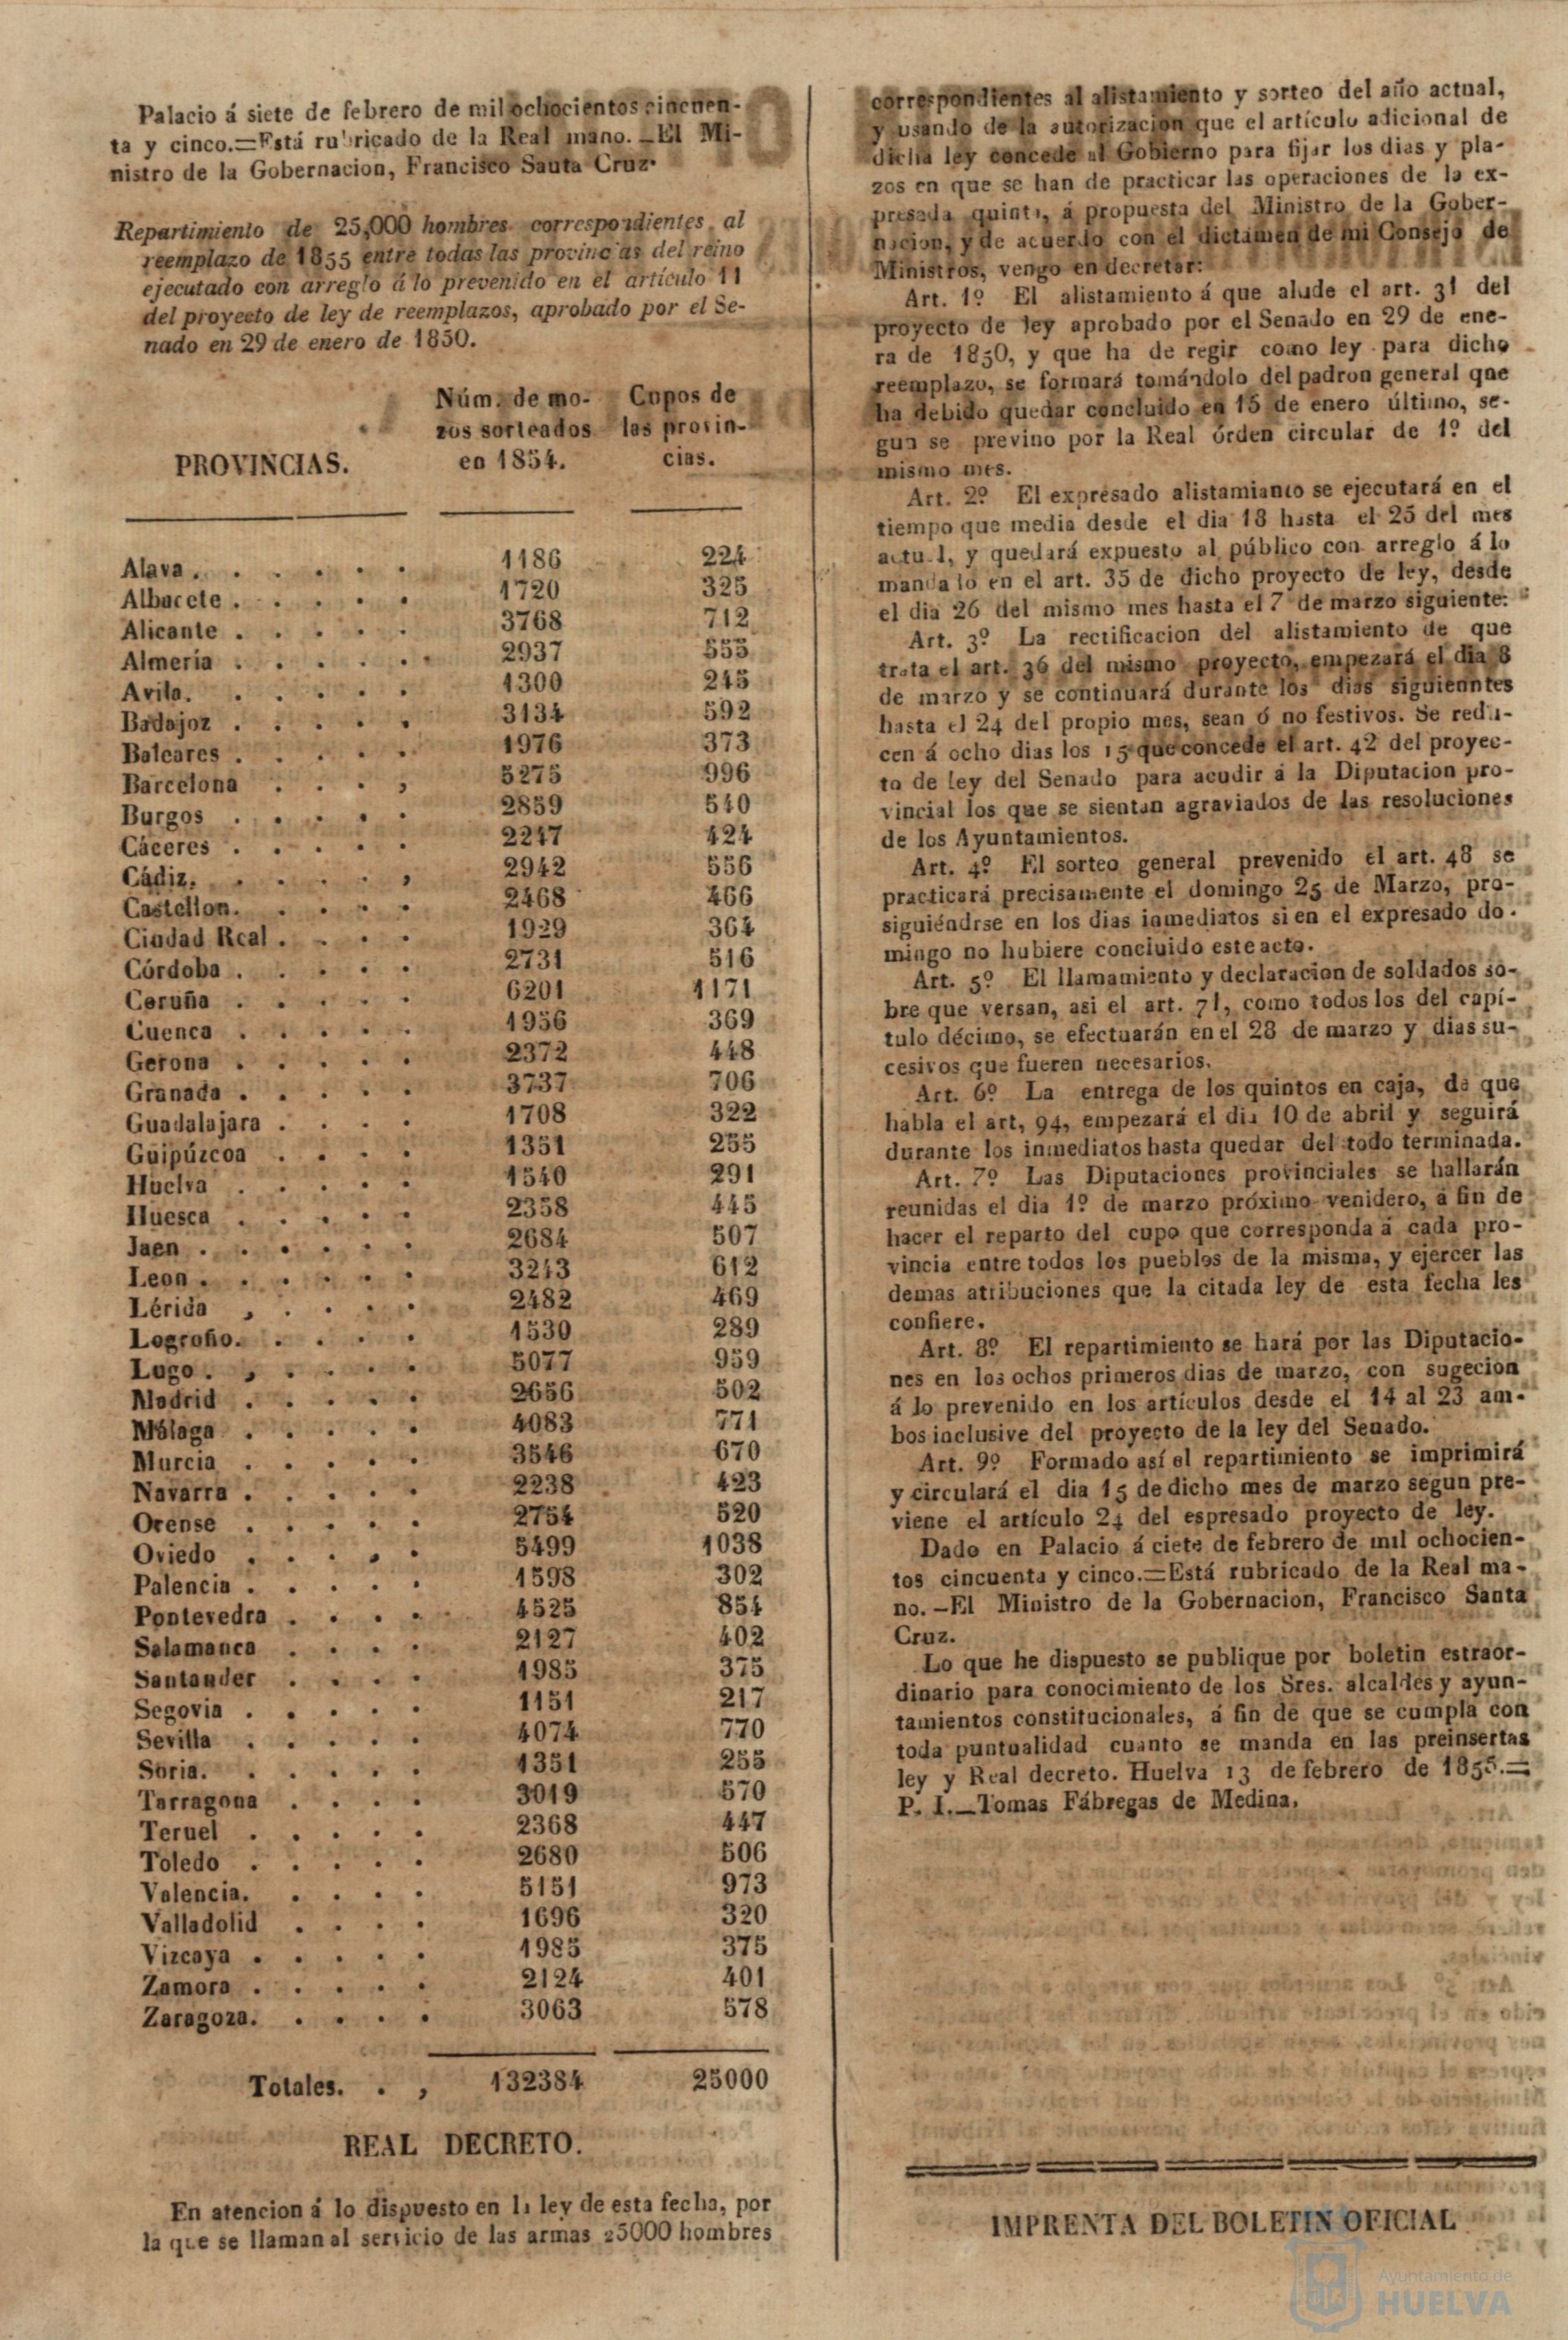 Palacio á siete de febrero de mil ochocientos cincuen-
ta y cinco.=Está rubricado de la Real mano.—El Mi-
nistro de la Gobernacion, Francisco Santa Cruz.
Repartimiento de 25,000 hombres correspondientes al
reemplazo de 1855 entre todas las provincias del reino
ejecutado con arreglo á lo prevenido en el artículo 11
del proyecto de ley de reemplazos, aprobado por el Se-
nado en 29 de enero de 1850.
PROVINCIAS. Núm. de mo-zos sorteados en 1854. Cupos de las provin-cias.
Alava . . . . . . 1186 224
Albacete . . . . . 1720 325
Alicante . . . . . 3768 712
Almería . . . . . . 2937 555
Avila. . . . . . 1300 245
Badajoz . . . . . 3134 592
Baleares . . . . . 1976 373
Barcelona . . . , 5275 996
Burgos . . . . . 2859 540
Cáceres . . . . . 2247 424
Cádiz. . . . . , 2942 556
Castellon. . . . . 2468 466
Ciudad Real . . . . 1929 364
Córdoba . . . . . 2731 516
Coruña . . . . . 6201 1171
Cuenca . . . . . 1956 369
Gerona . . . . . 2372 448
Granada . . . . . 3737 706
Guadalajara . . . . 1708 322
Guipúzcoa . . . . 1351 255
Huelva . . . . . 1540 291
Huesca . . . . . 2358 445
Jaen . . . . . . 2684 507
Leon . . . . . . 3243 612
Lérida , . . . . 2482 469
Logroño. . . . . 1530 289
Lugo . , . . . . 5077 959
Madrid . . . . . 2656 502
Málaga . . . . . 4083 771
Murcia . . . . . 3546 670
Navarra . . . . . 2238 423
Orense . . . . . 2754 520
Oviedo . . . . . 5499 1038
Palencia . . . . . 1598 302
Pontevedra . . . . 4525 854
Salamanca . . . . 2127 402
Santander . . . . 1985 375
Segovia . . . . . 1151 217
Sevilla . . . . . 4074 770
Soria. . . . . . 1351 255
Tarragona . . . . 3019 570
Teruel . . . . . 2368 447
Toledo . . . . . 2680 506
Valencia. . . . . 5151 973
Valladolid . . . . 1696 320
Vizcaya . . . . . 1985 375
Zamora . . . . . 2124 401
Zaragoza. . . . . 3063 578
Totales. . , 132384 25000
REAL DECRETO.
En atencion á lo dispuesto en la ley de esta fecha, por
la que se llaman al servicio de las armas 25000 hombres
correspondientes al alistamiento y sorteo del año actual,
y usando de la autorizacion que el artículo adicional de
dicha ley concede al Gobierno para fijar los dias y pla-
zos en que se han de practicar las operaciones de la ex-
presada quinta, á propuesta del Ministro de la Gober-
nacion, y de acuerdo con el dictámen de mi Consejo de
Ministros, vengo en decretar:
Art. 1º El alistamiento á que alude el art. 31 del
proyecto de ley aprobado por el Senado en 29 de ene-
ra de 1850, y que ha de regir como ley para dicho
reemplazo, se formará tomándolo del padron general que
ha debido quedar concluido en 15 de enero último, se-
gun se previno por la Real órden circular de 1º del
mismo mes.
Art. 2º El expresado alistamianto se ejecutará en el
tiempo que media desde el dia 18 hasta el 25 del mes
actual, y quedará expuesto al público con arreglo á lo
mandado en el art. 35 de dicho proyecto de ley, desde
el dia 26 del mismo mes hasta el 7 de marzo siguiente:
Art. 3º La rectificacion del alistamiento de que
trata el art. 36 del mismo proyecto, empezará el dia 8
de marzo y se continuará durante los dias siguienntes
hasta el 24 del propio mes, sean ó no festivos. Se redu-
cen á ocho dias los 15 que concede el art. 42 del proyec-
to de ley del Senado para acudir á la Diputacion pro-
vincial los que se sientan agraviados de las resoluciones
de los Ayuntamientos.
Art. 4º El sorteo general prevenido el art. 48 se
practicará precisamente el domingo 25 de Marzo, pro-
siguiéndrse en los dias inmediatos si en el expresado do-
mingo no hubiere concluido este acto.
Art. 5º El llamamiento y declaracion de soldados so-
bre que versan, asi el art. 71, como todos los del capí-
tulo décimo, se efectuarán en el 28 de marzo y dias su-
cesivos que fueren necesarios.
Art. 6º La entrega de los quintos en caja, de que
habla el art, 94, empezará el dia 10 de abril y seguirá
durante los inmediatos hasta quedar del todo terminada.
Art. 7º Las Diputaciones provinciales se hallarán
reunidas el dia 1º de marzo próximo venidero, á fin de
hacer el reparto del cupo que corresponda á cada pro-
vincia entre todos los pueblos de la misma, y ejercer las
demas atribuciones que la citada ley de esta fecha les
confiere.
Art. 8º El repartimiento se hará por las Diputacio-
nes en los ochos primeros dias de marzo, con sugecion
á lo prevenido en los artículos desde el 14 al 23 am-
bos inclusive del proyecto de la ley del Senado.
Art. 9º Formado así el repartimiento se imprimirá
y circulará el dia 15 de dicho mes de marzo segun pre-
viene el artículo 24 del espresado proyecto de ley.
Dado en Palacio á ciete de febrero de mil ochocien-
tos cincuenta y cinco.=Está rubricado de la Real ma-
no.—El Ministro de la Gobernacion, Francisco Santa
Cruz.
Lo que he dispuesto se publique por boletin estraor-
dinario para conocimiento de los Sres. alcaldes y ayun-
tamientos constitucionales, á fin de que se cumpla con
toda puntualidad cuanto se manda en las preinsertas
ley y Real decreto. Huelva 13 de febrero de 1855.=
P. I.—Tomas Fábregas de Medina.
IMPRENTA DEL BOLETIN OFICIAL
Ayuntamiento de
HUELVA